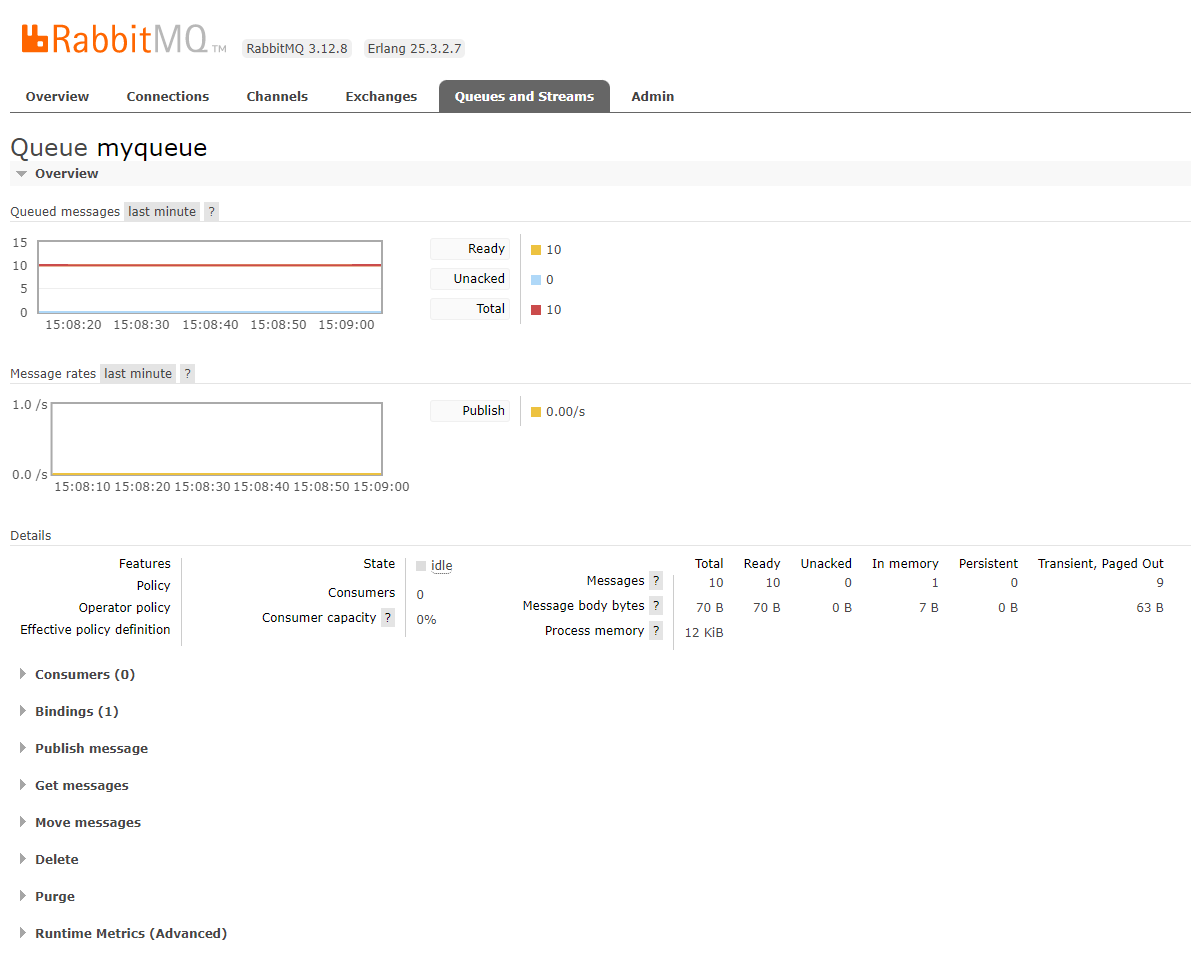 RabbitMQ TM RabbitMQ 3.12.8 Erlang 25.3.2.7
Overview Connections Channels Exchanges Queues and Streams Admin
Queue myqueue
Overview
Queued messages last minute ?
15
10
5
0
15:08:20 15:08:30 15:08:40 15:08:50 15:09:00
Ready 10
Unacked 0
Total 10
Message rates last minute ?
1.0 /s
0.0 /s
15:08:10 15:08:20 15:08:30 15:08:40 15:08:50 15:09:00
Publish 0.00/s
Details
Features
Policy
Operator policy
Effective policy definition
State idle
Consumers 0
Consumer capacity ? 0%
Total Ready Unacked In memory Persistent Transient, Paged Out
Messages ? 10 10 0 1 0 9
Message body bytes ? 70 B 70 B 0 B 7 B 0 B 63 B
Process memory ? 12 KiB
Consumers (0)
Bindings (1)
Publish message
Get messages
Move messages
Delete
Purge
Runtime Metrics (Advanced)